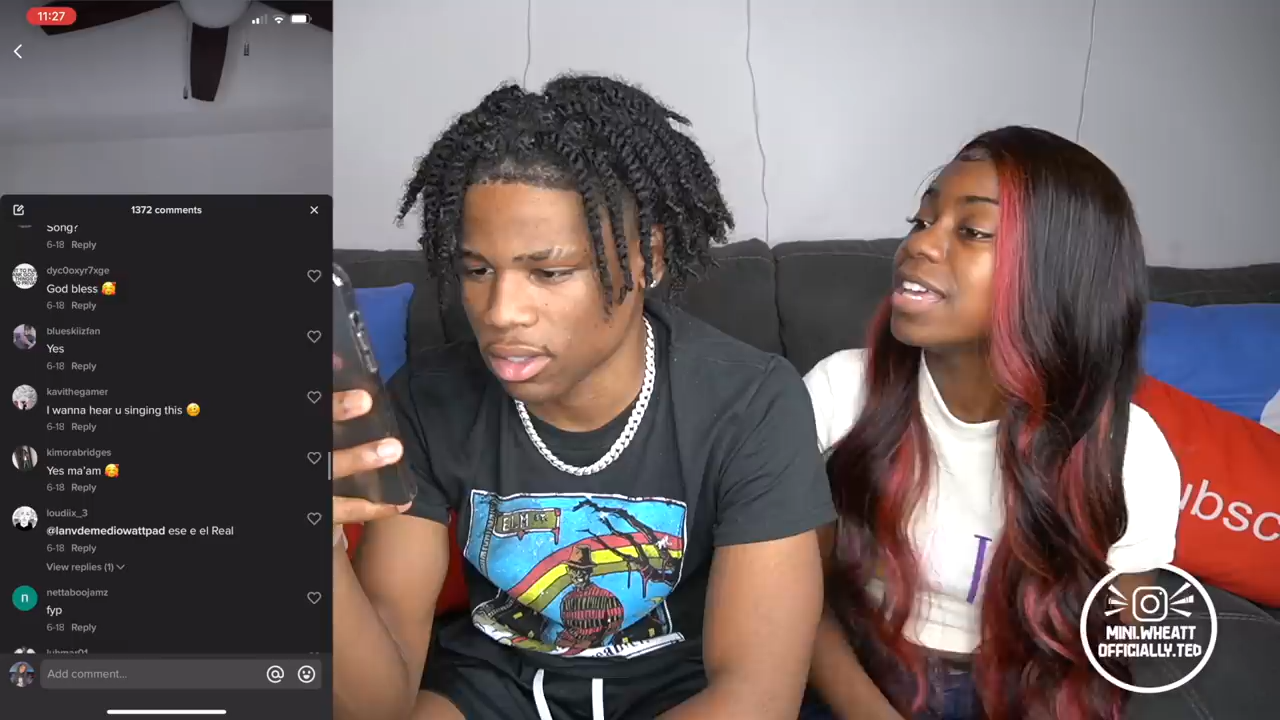 11:27
1372 comments
Song?
6-18 Reply
dyc0oxyr7xge
God bless 🥰
6-18 Reply
blueskiizfan
Yes
6-18 Reply
kavithegamer
I wanna hear u singing this 🥲
6-18 Reply
kimorabridges
Yes ma'am 🥰
6-18 Reply
loudiix_3
@lanvdemediowattpad ese e el Real
6-18 Reply
View replies (1)
n
nettaboojamz
fyp
6-18 Reply
Add comment...
ELM ST
ubsc
MINI.WHEATT
OFFICIALLY.TED